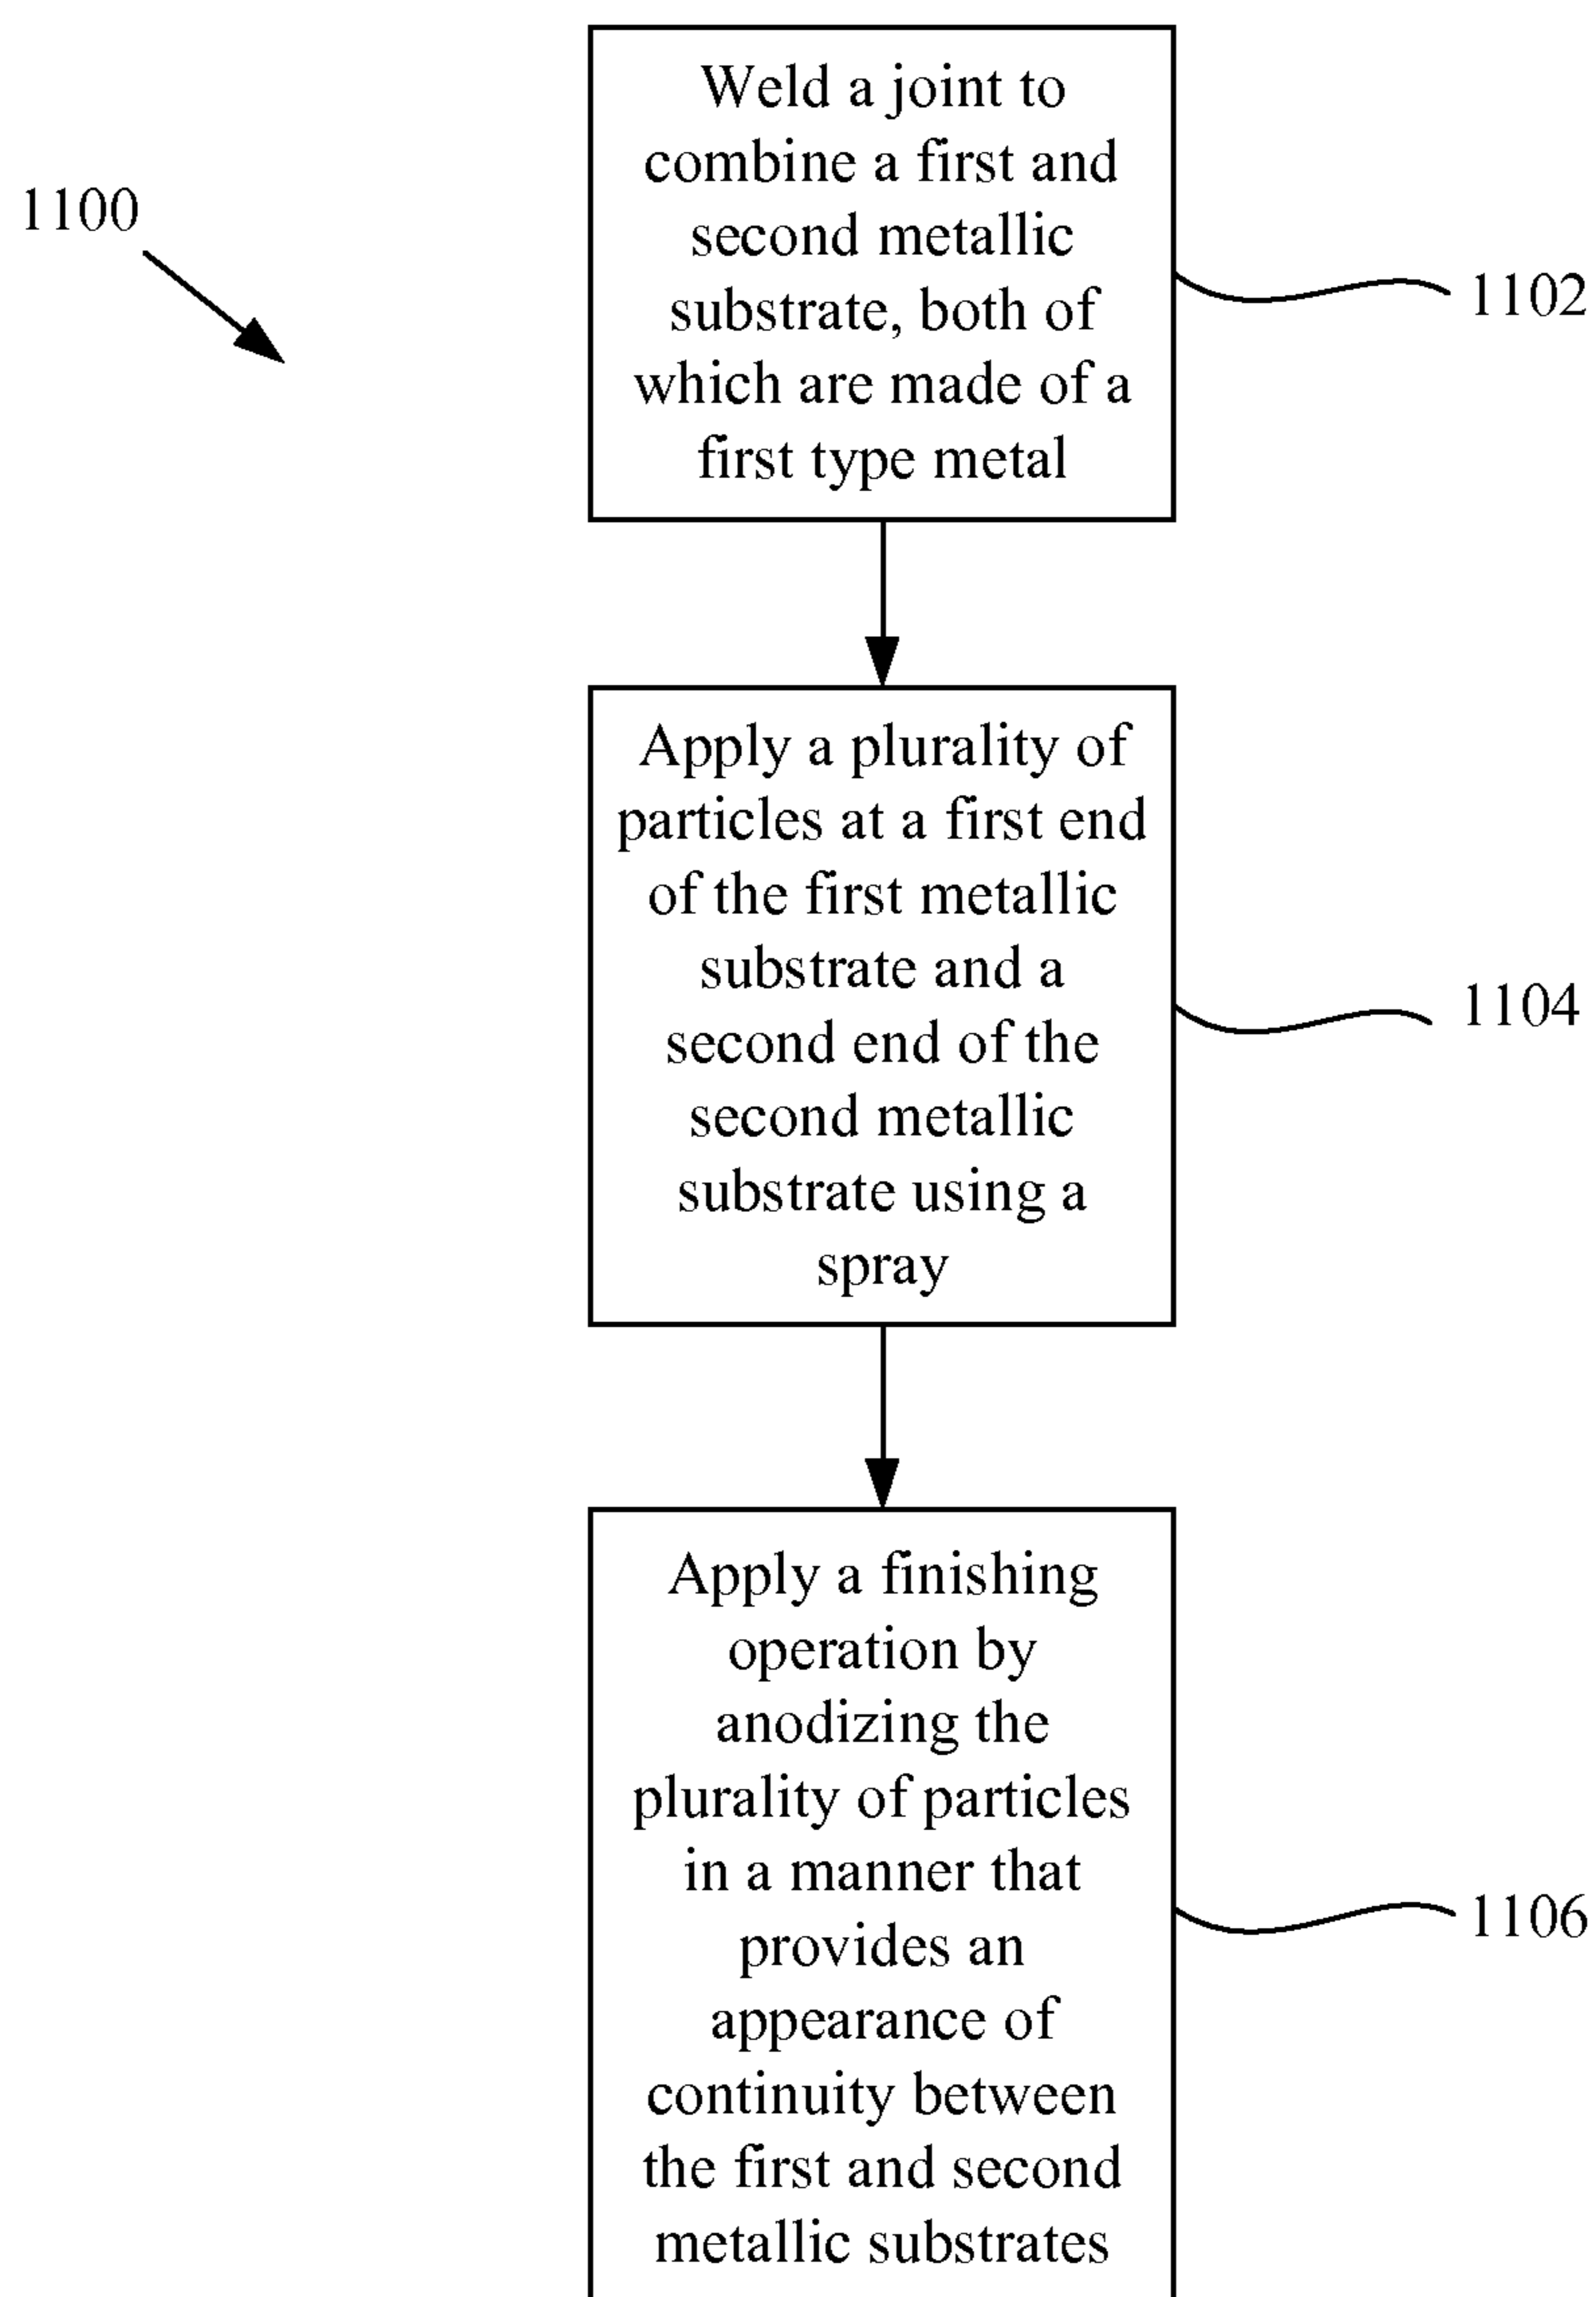 1100
Weld a joint to
combine a first and
second metallic
substrate, both of
which are made of a
first type metal
1102
Apply a plurality of
particles at a first end
of the first metallic
substrate and a
second end of the
second metallic
substrate using a
spray
1104
Apply a finishing
operation by
anodizing the
plurality of particles
in a manner that
provides an
appearance of
continuity between
the first and second
metallic substrates
1106